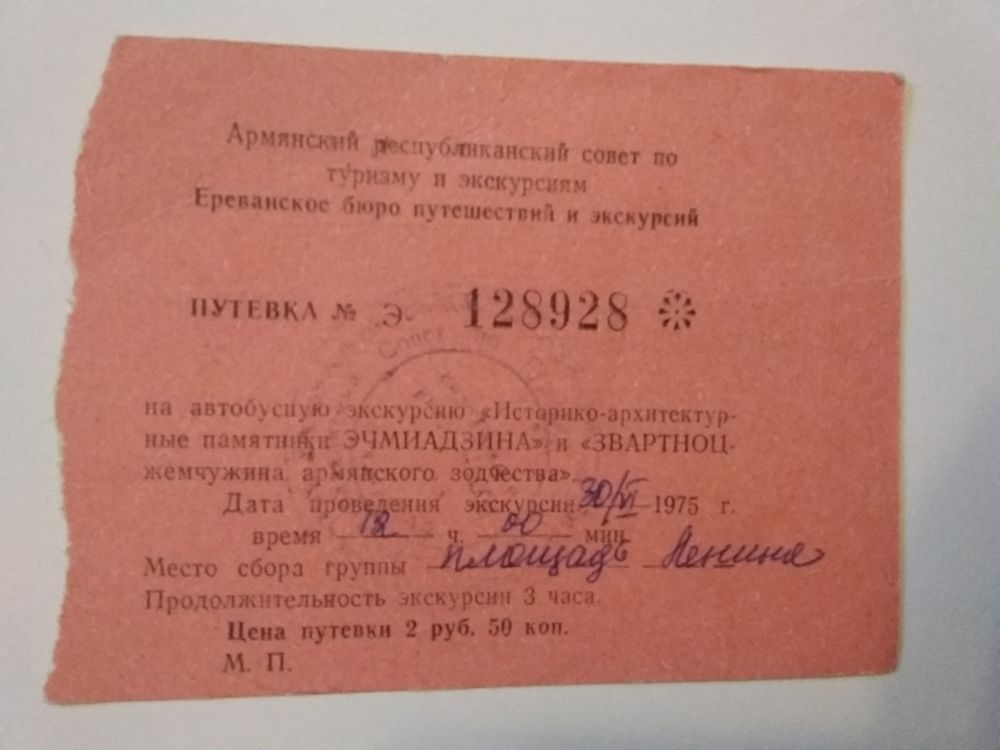 Армянский республиканский совет по
туризму и экскурсиям
Ереванское бюро путешествий и экскурсий
ПУТЕВКА № Э 128928
на автобусную экскурсию «Историко-архитектур-
ные памятники ЭЧМИАДЗИНА» и «ЗВАРТНОЦ-
жемчужина армянского зодчества».
Дата проведения экскурсии 30/VI 1975 г.
время 12 ч. 00 мин.
Место сбора группы площадь Ленина
Продолжительность экскурсии 3 часа.
Цена путевки 2 руб. 50 коп.
М. П.
Совет по